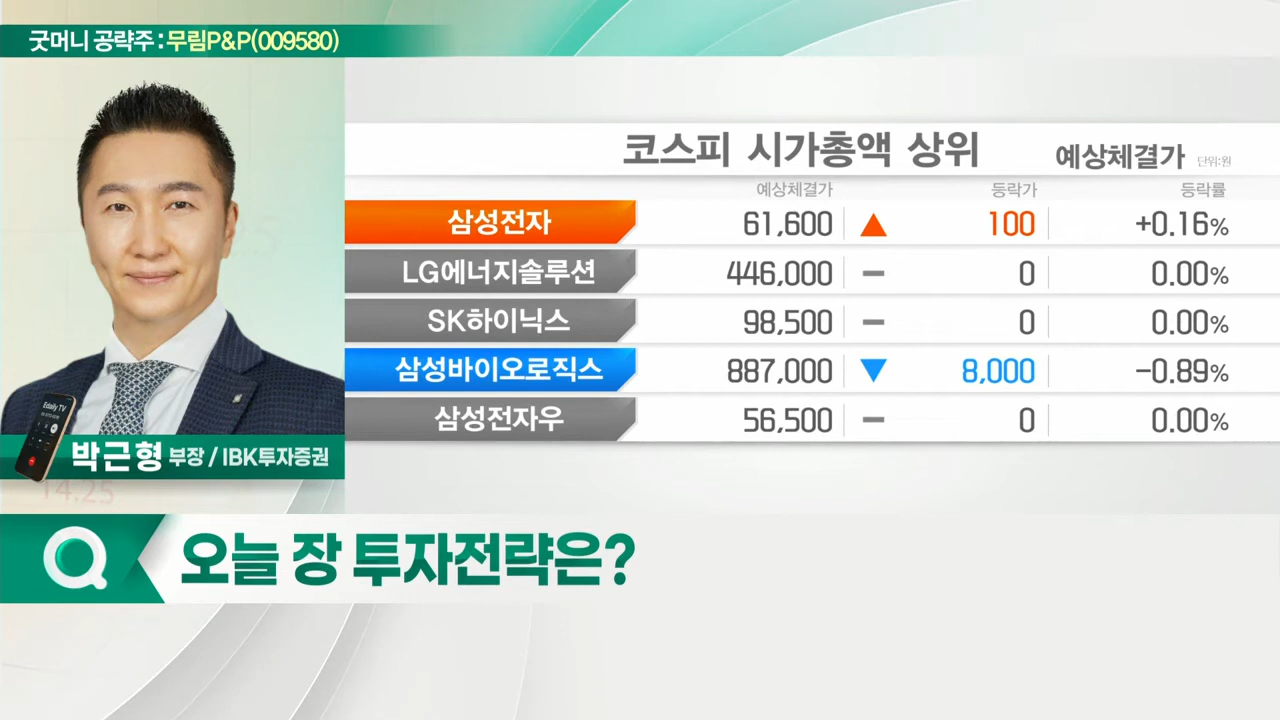 굿머니 공략주 : 무림P&P(009580)
코스피 시가총액 상위 예상체결가 단위:원
예상체결가 등락가 등락률
삼성전자 61,600 ▲ 100 +0.16%
LG에너지솔루션 446,000 － 0 0.00%
SK하이닉스 98,500 － 0 0.00%
삼성바이오로직스 887,000 ▼ 8,000 -0.89%
삼성전자우 56,500 － 0 0.00%
Edaily TV
박근형 부장 / IBK투자증권
14.25
Q 오늘 장 투자전략은?